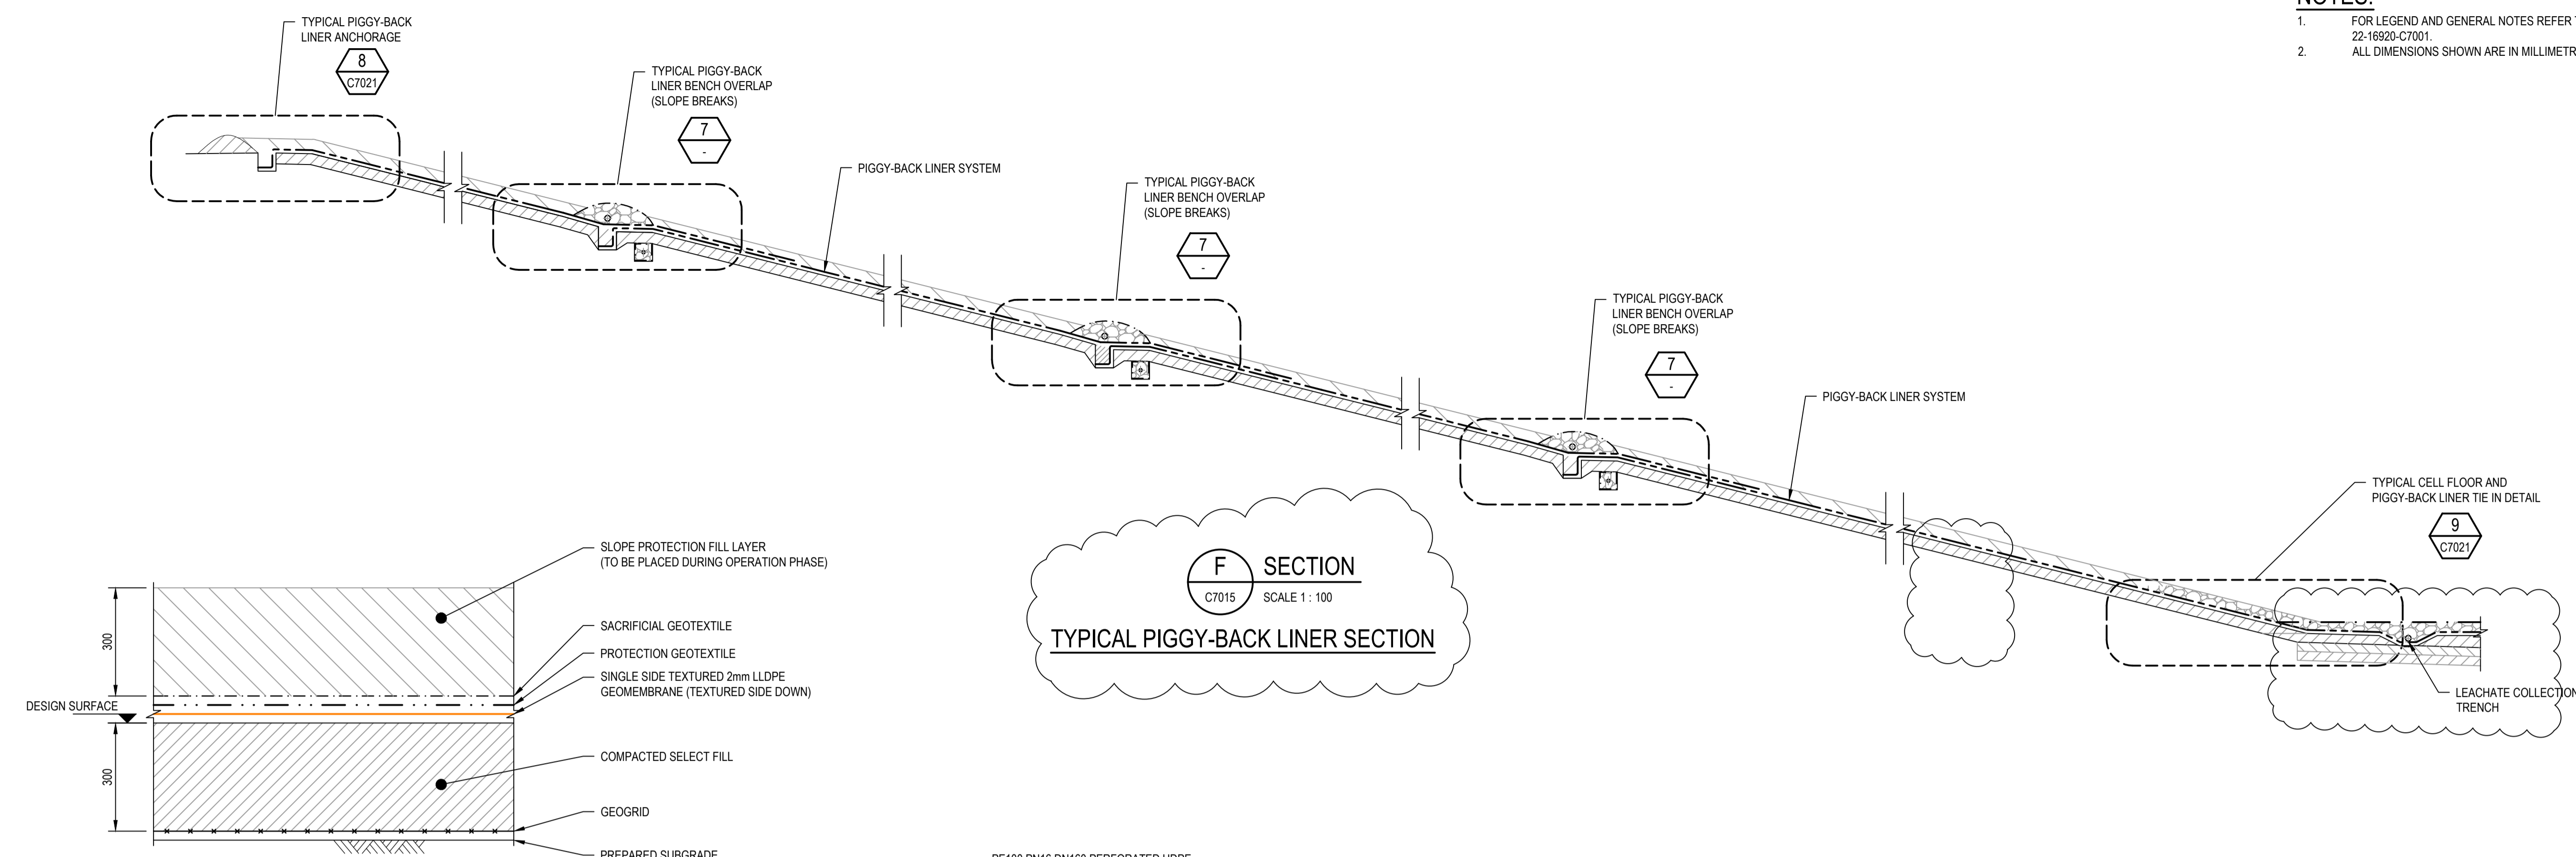 NOTES:
1. FOR LEGEND AND GENERAL NOTES REFER
22-16920-C7001.
2. ALL DIMENSIONS SHOWN ARE IN MILLIMETR
TYPICAL PIGGY-BACK
LINER ANCHORAGE
8
C7021
TYPICAL PIGGY-BACK
LINER BENCH OVERLAP
(SLOPE BREAKS)
7
-
PIGGY-BACK LINER SYSTEM
TYPICAL PIGGY-BACK
LINER BENCH OVERLAP
(SLOPE BREAKS)
7
-
TYPICAL PIGGY-BACK
LINER BENCH OVERLAP
(SLOPE BREAKS)
7
-
PIGGY-BACK LINER SYSTEM
TYPICAL CELL FLOOR AND
PIGGY-BACK LINER TIE IN DETAIL
9
C7021
LEACHATE COLLECTION
TRENCH
F SECTION
C7015 SCALE 1 : 100
TYPICAL PIGGY-BACK LINER SECTION
SLOPE PROTECTION FILL LAYER
(TO BE PLACED DURING OPERATION PHASE)
300
SACRIFICIAL GEOTEXTILE
PROTECTION GEOTEXTILE
SINGLE SIDE TEXTURED 2mm LLDPE
GEOMEMBRANE (TEXTURED SIDE DOWN)
DESIGN SURFACE
COMPACTED SELECT FILL
300
GEOGRID
PREPARED SUBGRADE
PE100 PN16 DN160 PERFORATED HDPE